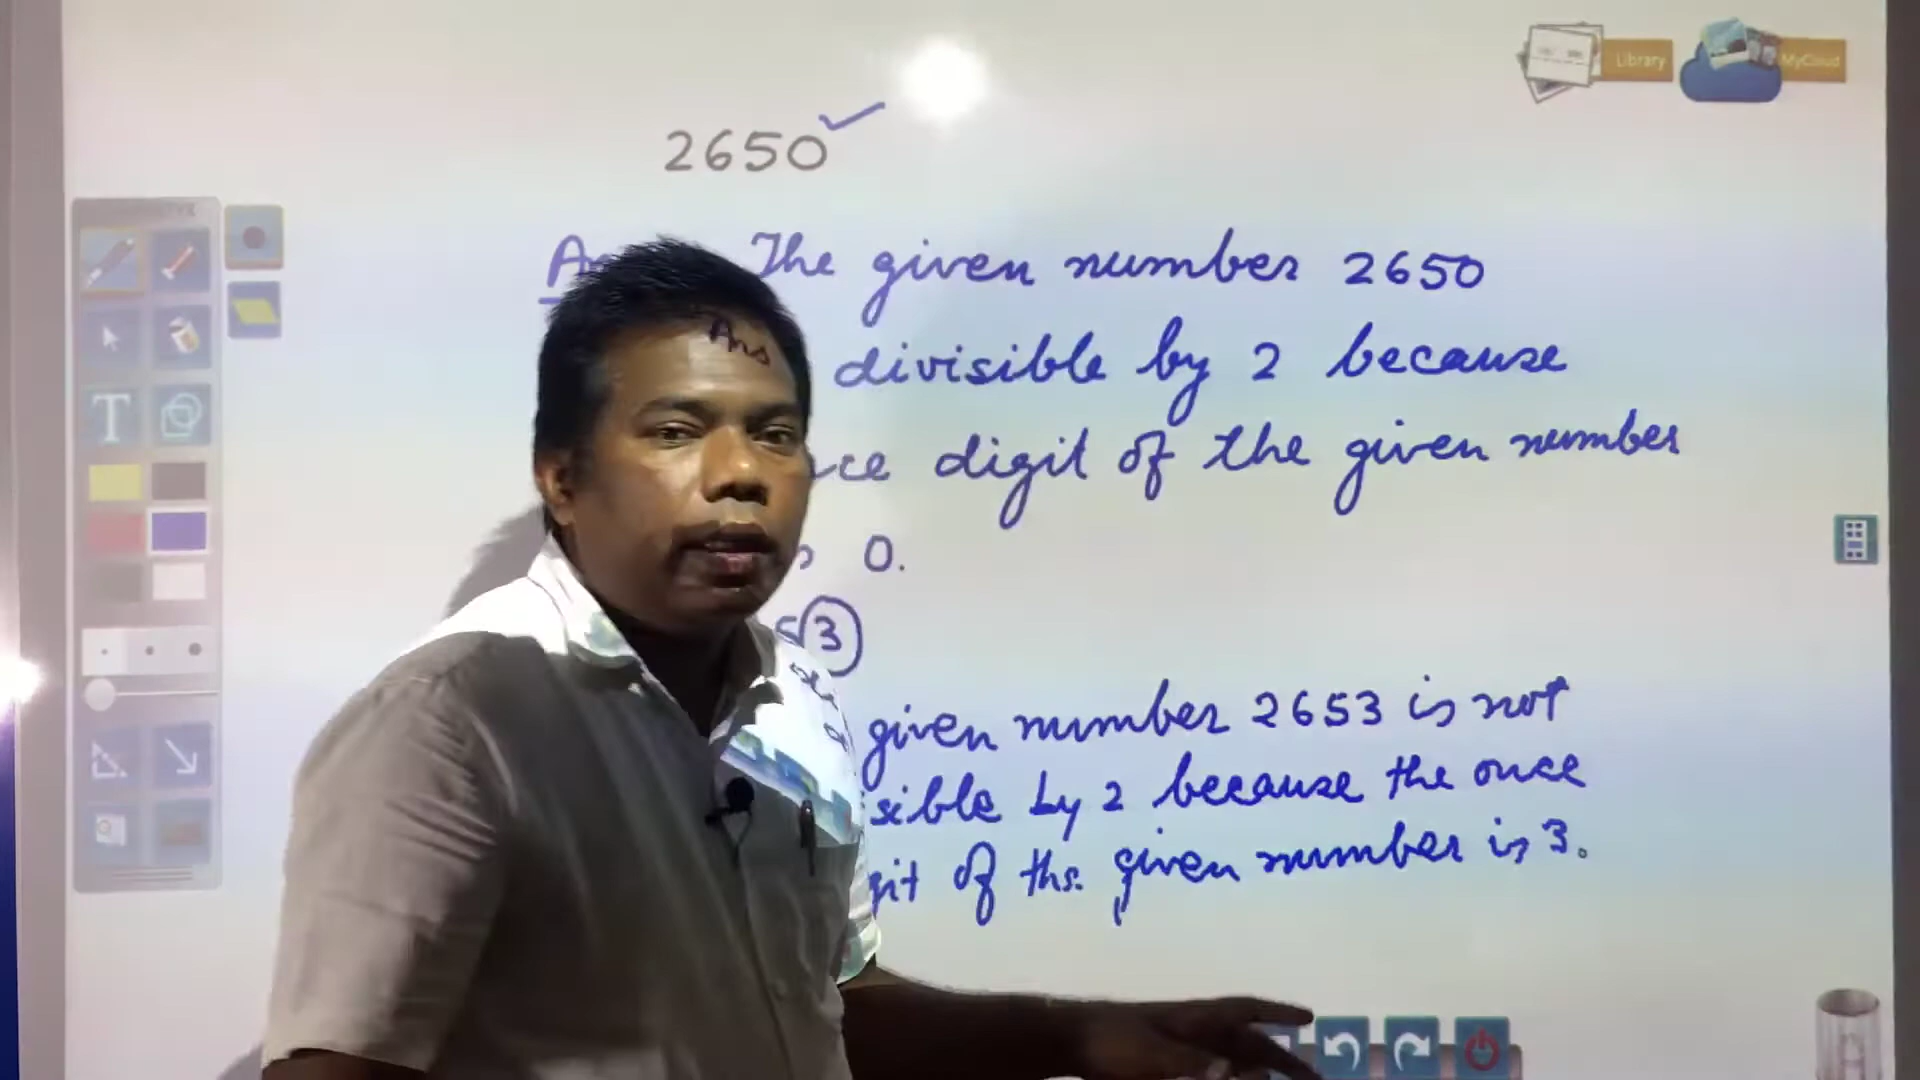 Library
MyCloud
2650
The given number 2650
divisible by 2 because
digit of the given number
0.
3
Ans
given number 2653 is not
by 2 because the once
of the given number is 3.
T